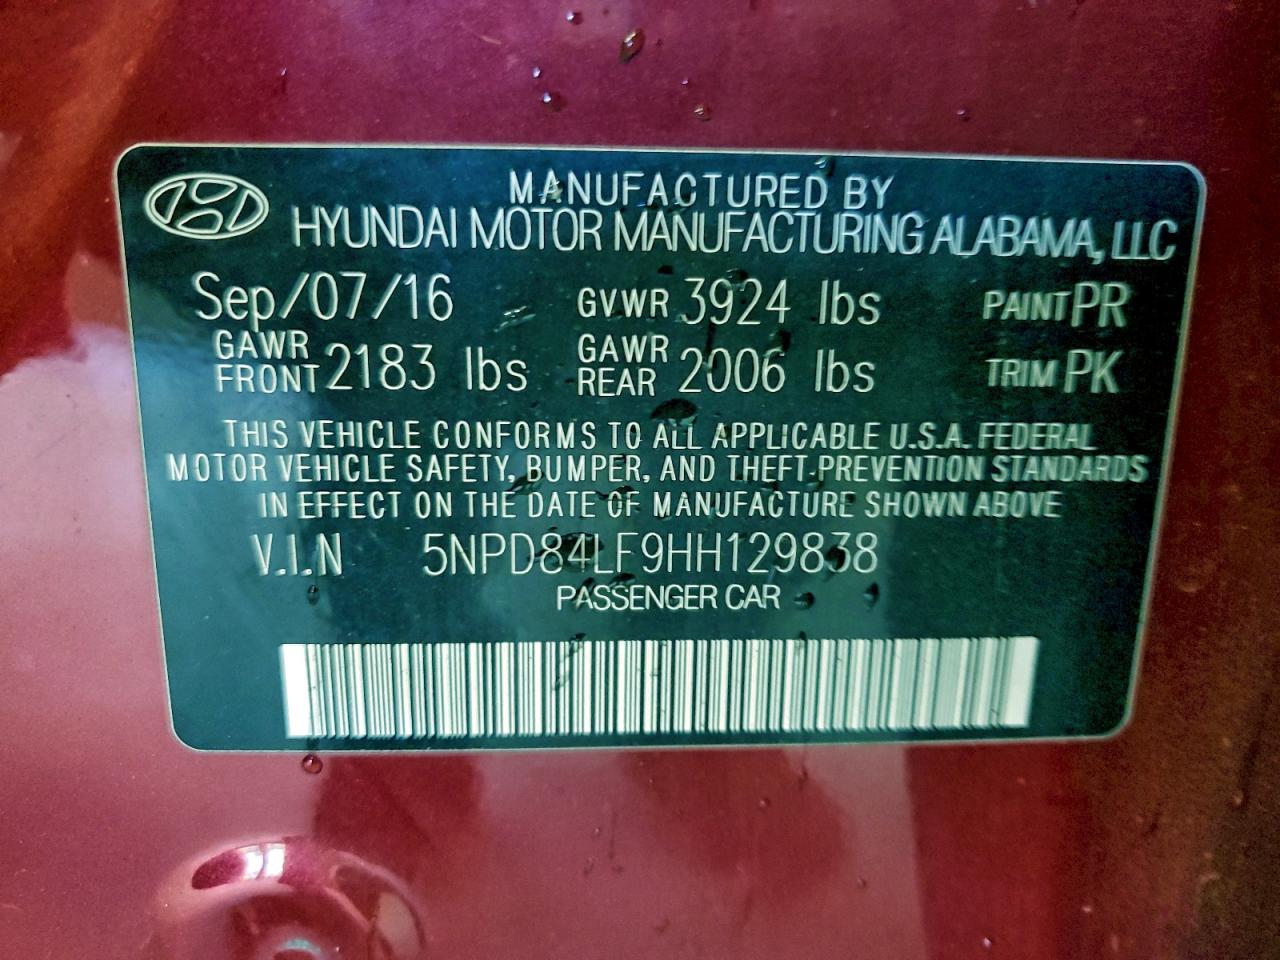 MANUFACTURED BY
HYUNDAI MOTOR MANUFACTURING ALABAMA, LLC
Sep/07/16 GVWR 3924 lbs PAINT PR
GAWR FRONT 2183 lbs GAWR REAR 2006 lbs TRIM PK
THIS VEHICLE CONFORMS TO ALL APPLICABLE U.S.A. FEDERAL
MOTOR VEHICLE SAFETY, BUMPER, AND THEFT-PREVENTION STANDARDS
IN EFFECT ON THE DATE OF MANUFACTURE SHOWN ABOVE
V.I.N 5NPD84LF9HH129838
PASSENGER CAR